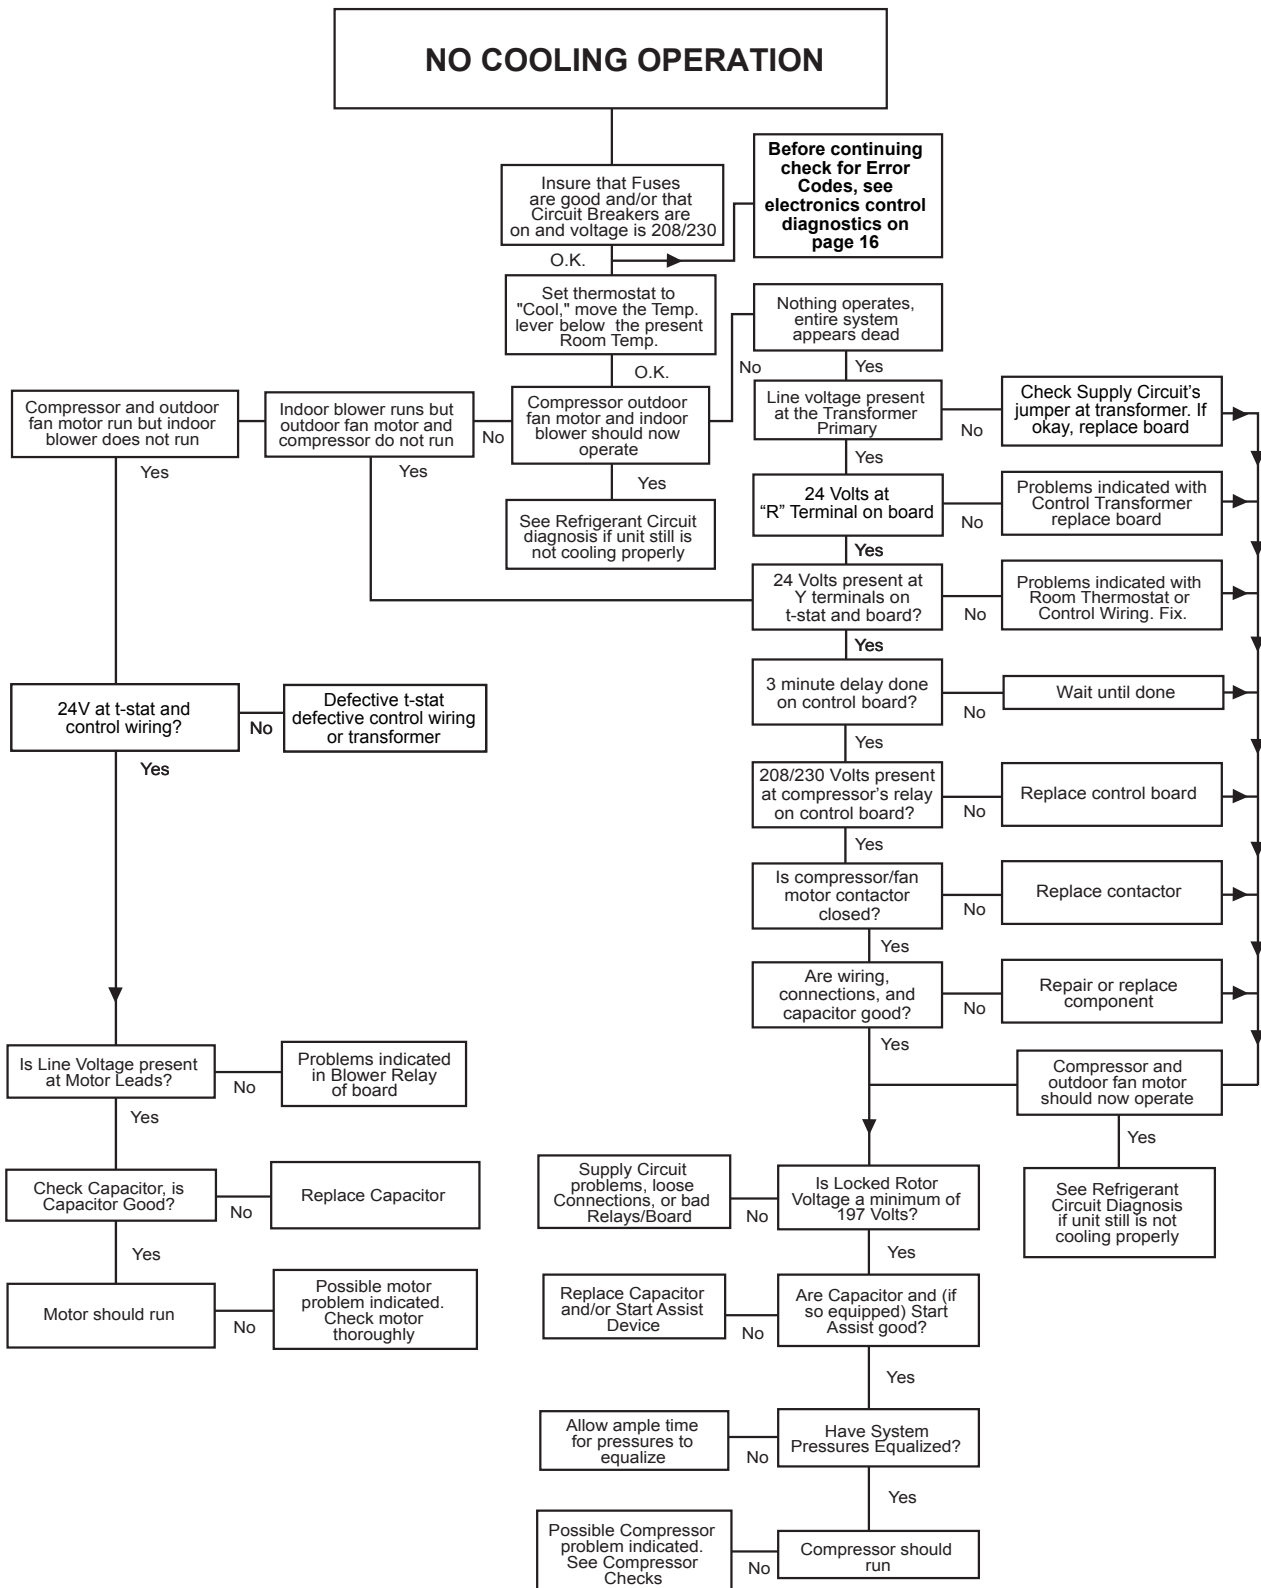 NO COOLING OPERATION
Insure that Fuses
are good and/or that
Circuit Breakers are
on and voltage is 208/230
Before continuing
check for Error
Codes, see
electronics control
diagnostics on
page 16
O.K.
Set thermostat to
"Cool," move the Temp.
lever below the present
Room Temp.
Nothing operates,
entire system
appears dead
O.K.
No
Yes
Compressor and outdoor
fan motor run but indoor
blower does not run
Indoor blower runs but
outdoor fan motor and
compressor do not run
No
Compressor outdoor
fan motor and indoor
blower should now
operate
Line voltage present
at the Transformer
Primary
No
Check Supply Circuit’s
jumper at transformer. If
okay, replace board
Yes
Yes
Yes
Yes
See Refrigerant Circuit
diagnosis if unit still is
not cooling properly
24 Volts at
“R” Terminal on board
No
Problems indicated with
Control Transformer
replace board
Yes
24 Volts present at
Y terminals on
t-stat and board?
No
Problems indicated with
Room Thermostat or
Control Wiring. Fix.
Yes
24V at t-stat and
control wiring?
No
Defective t-stat
defective control wiring
or transformer
3 minute delay done
on control board?
No
Wait until done
Yes
Yes
208/230 Volts present
at compressor’s relay
on control board?
No
Replace control board
Yes
Is compressor/fan
motor contactor
closed?
No
Replace contactor
Yes
Are wiring,
connections, and
capacitor good?
No
Repair or replace
component
Yes
Is Line Voltage present
at Motor Leads?
No
Problems indicated
in Blower Relay
of board
Compressor and
outdoor fan motor
should now operate
Yes
Yes
Check Capacitor, is
Capacitor Good?
No
Replace Capacitor
Supply Circuit
problems, loose
Connections, or bad
Relays/Board
No
Is Locked Rotor
Voltage a minimum of
197 Volts?
See Refrigerant
Circuit Diagnosis
if unit still is not
cooling properly
Yes
Yes
Motor should run
No
Possible motor
problem indicated.
Check motor
thoroughly
Replace Capacitor
and/or Start Assist
Device
No
Are Capacitor and (if
so equipped) Start
Assist good?
Yes
Allow ample time
for pressures to
equalize
No
Have System
Pressures Equalized?
Yes
Possible Compressor
problem indicated.
See Compressor
Checks
No
Compressor should
run